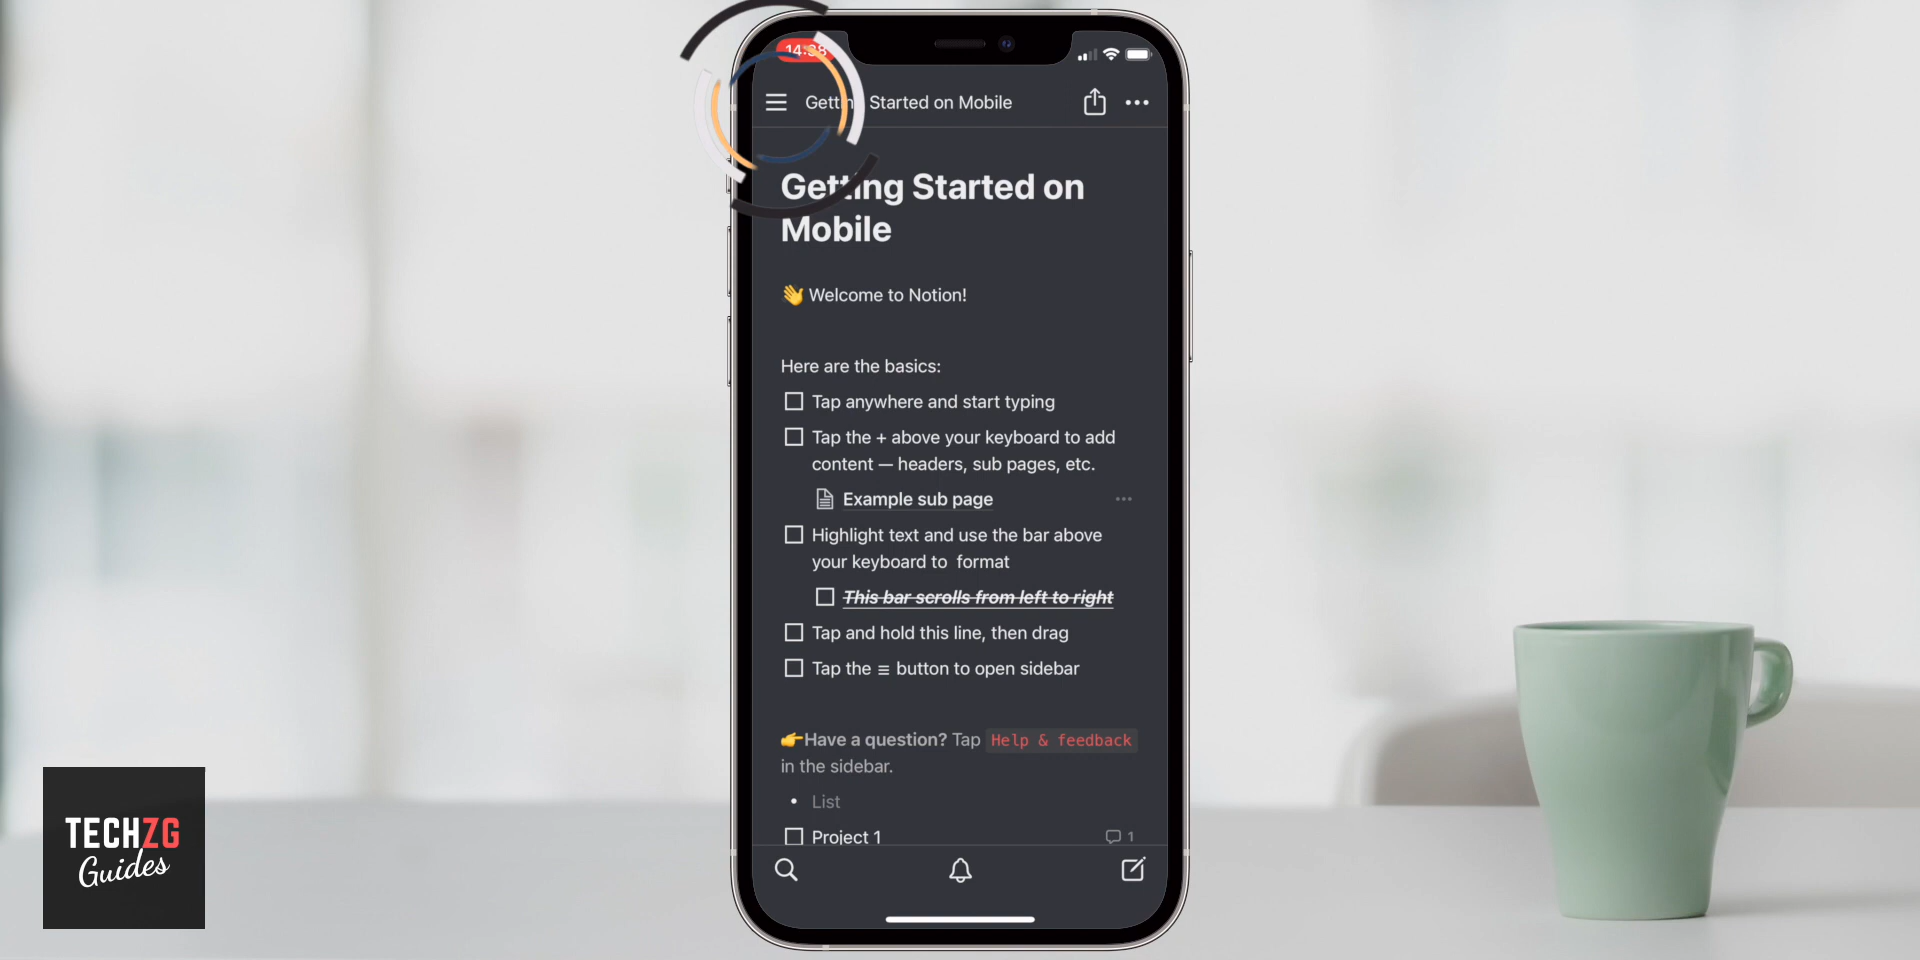 14:38
Getting Started on Mobile
Getting Started on
Mobile
👋 Welcome to Notion!
Here are the basics:
Tap anywhere and start typing
Tap the + above your keyboard to add
content — headers, sub pages, etc.
Example sub page
Highlight text and use the bar above
your keyboard to  format
This bar scrolls from left to right
Tap and hold this line, then drag
Tap the ≡ button to open sidebar
👉Have a question? Tap Help & feedback
in the sidebar.
• List
Project 1
1
TECHZG
Guides